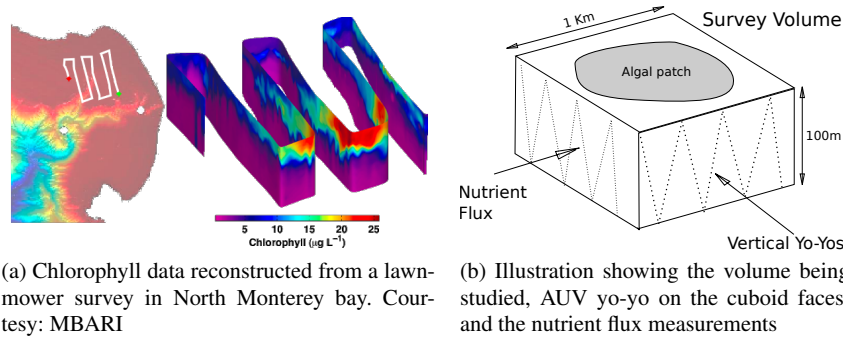 5 10 15 20 25
Chlorophyll (µg L⁻¹)
1 Km
Survey Volume
Algal patch
100m
Nutrient
Flux
Vertical Yo-Yos
(a) Chlorophyll data reconstructed from a lawn-
mower survey in North Monterey bay. Cour-
tesy: MBARI
(b) Illustration showing the volume being
studied, AUV yo-yo on the cuboid faces
and the nutrient flux measurements